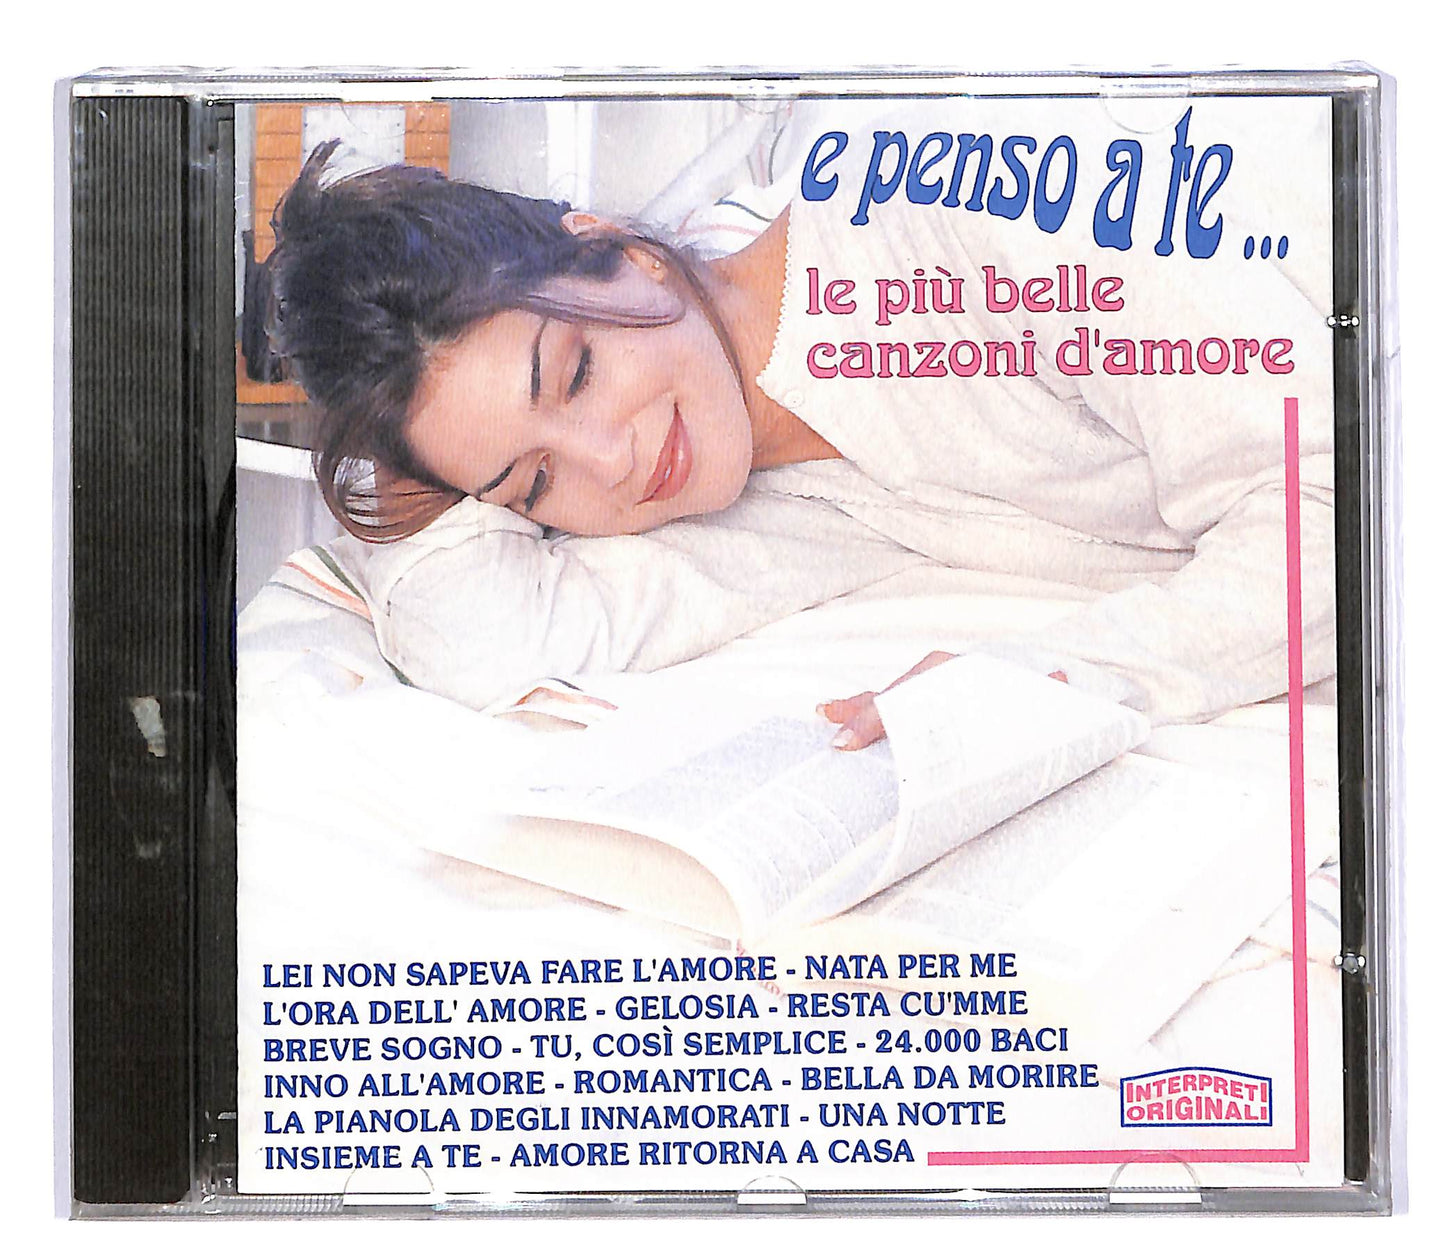 e penso a te...
le più belle
canzoni d'amore
LEI NON SAPEVA FARE L'AMORE - NATA PER ME
L'ORA DELL' AMORE - GELOSIA - RESTA CU'MME
BREVE SOGNO - TU, COSÌ SEMPLICE - 24.000 BACI
INNO ALL'AMORE - ROMANTICA - BELLA DA MORIRE
LA PIANOLA DEGLI INNAMORATI - UNA NOTTE
INSIEME A TE - AMORE RITORNA A CASA
INTERPRETI
ORIGINALI